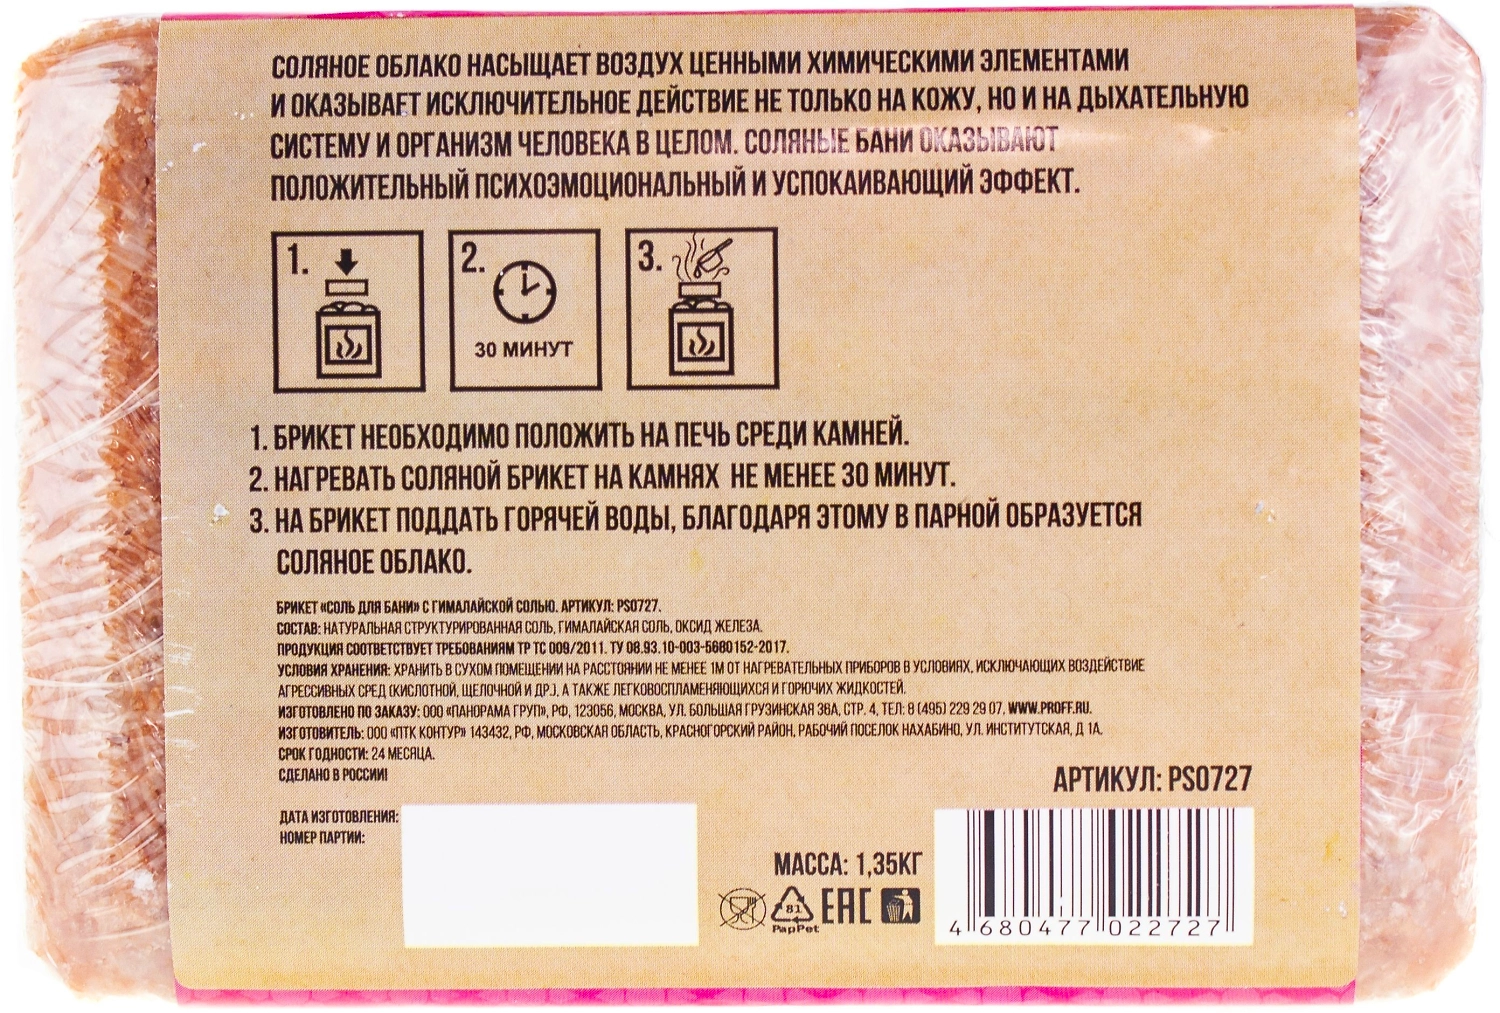 СОЛЯНОЕ ОБЛАКО НАСЫЩАЕТ ВОЗДУХ ЦЕННЫМИ ХИМИЧЕСКИМИ ЭЛЕМЕНТАМИ
И ОКАЗЫВАЕТ ИСКЛЮЧИТЕЛЬНОЕ ДЕЙСТВИЕ НЕ ТОЛЬКО НА КОЖУ, НО И НА ДЫХАТЕЛЬНУЮ
СИСТЕМУ И ОРГАНИЗМ ЧЕЛОВЕКА В ЦЕЛОМ. СОЛЯНЫЕ БАНИ ОКАЗЫВАЮТ
ПОЛОЖИТЕЛЬНЫЙ ПСИХОЭМОЦИОНАЛЬНЫЙ И УСПОКАИВАЮЩИЙ ЭФФЕКТ.
1. 2. 3.
30 МИНУТ
1. БРИКЕТ НЕОБХОДИМО ПОЛОЖИТЬ НА ПЕЧЬ СРЕДИ КАМНЕЙ.
2. НАГРЕВАТЬ СОЛЯНОЙ БРИКЕТ НА КАМНЯХ НЕ МЕНЕЕ 30 МИНУТ.
3. НА БРИКЕТ ПОДДАТЬ ГОРЯЧЕЙ ВОДЫ, БЛАГОДАРЯ ЭТОМУ В ПАРНОЙ ОБРАЗУЕТСЯ
СОЛЯНОЕ ОБЛАКО.
БРИКЕТ «СОЛЬ ДЛЯ БАНИ» С ГИМАЛАЙСКОЙ СОЛЬЮ. АРТИКУЛ: PS0727.
СОСТАВ: НАТУРАЛЬНАЯ СТРУКТУРИРОВАННАЯ СОЛЬ, ГИМАЛАЙСКАЯ СОЛЬ, ОКСИД ЖЕЛЕЗА.
ПРОДУКЦИЯ СООТВЕТСТВУЕТ ТРЕБОВАНИЯМ ТР ТС 009/2011. ТУ 08.93.10-003-5680152-2017.
УСЛОВИЯ ХРАНЕНИЯ: ХРАНИТЬ В СУХОМ ПОМЕЩЕНИИ НА РАССТОЯНИИ НЕ МЕНЕЕ 1М ОТ НАГРЕВАТЕЛЬНЫХ ПРИБОРОВ В УСЛОВИЯХ, ИСКЛЮЧАЮЩИХ ВОЗДЕЙСТВИЕ
АГРЕССИВНЫХ СРЕД (КИСЛОТНОЙ, ЩЕЛОЧНОЙ И ДР.), А ТАКЖЕ ЛЕГКОВОСПЛАМЕНЯЮЩИХСЯ И ГОРЮЧИХ ЖИДКОСТЕЙ.
ИЗГОТОВЛЕНО ПО ЗАКАЗУ: ООО «ПАНОРАМА ГРУП», РФ, 123056, МОСКВА, УЛ. БОЛЬШАЯ ГРУЗИНСКАЯ 38А, СТР. 4, ТЕЛ: 8 (495) 229 29 07, WWW.PROFF.RU.
ИЗГОТОВИТЕЛЬ: ООО «ПТК КОНТУР» 143432, РФ, МОСКОВСКАЯ ОБЛАСТЬ, КРАСНОГОРСКИЙ РАЙОН, РАБОЧИЙ ПОСЕЛОК НАХАБИНО, УЛ. ИНСТИТУТСКАЯ, Д 1А.
СРОК ГОДНОСТИ: 24 МЕСЯЦА.
СДЕЛАНО В РОССИИ!
АРТИКУЛ: PS0727
ДАТА ИЗГОТОВЛЕНИЯ:
НОМЕР ПАРТИИ:
МАССА: 1,35КГ
81
PapPet
ЕАС
4 680477 022727